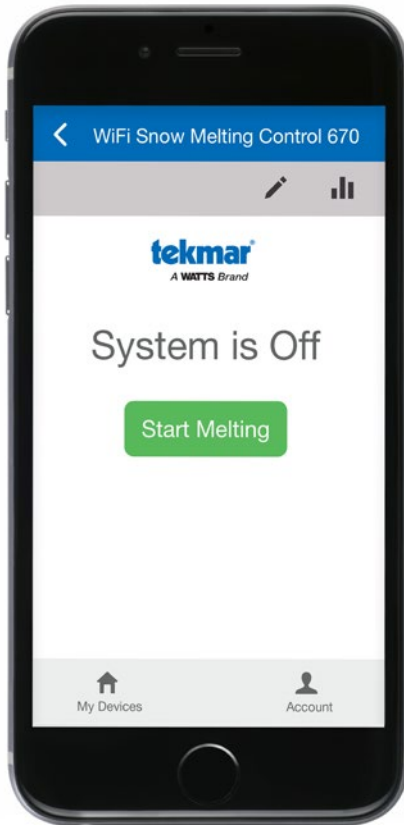 WiFi Snow Melting Control 670
tekmar®
A WATTS Brand
System is Off
Start Melting
My Devices
Account